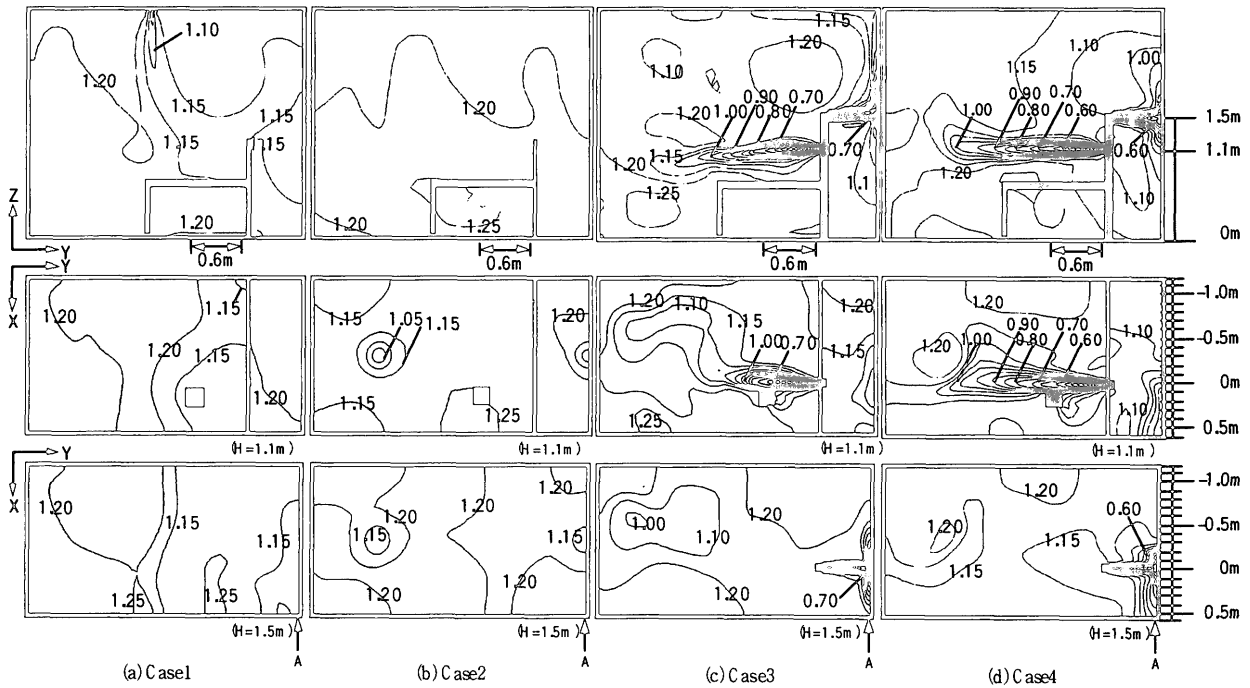 1.10 1.20 1.15 1.15 1.15 1.15 1.20
1.20 1.25
1.15 1.20 1.10 0.90 1.20 1.00 0.80 0.70 1.20 1.15 1.25 0.70 1.1
1.10 1.00 1.15 0.90 0.70 1.00 0.80 0.60 1.20 0.60 1.10
1.5m
1.1m
0m
Z
Y
0.6m 0.6m 0.6m 0.6m
Y
X
1.20 1.15 1.20 1.15 1.20
1.15 1.05 1.15 1.20 1.15 1.25
1.20 1.10 1.15 1.20 1.00 0.70 1.15 1.25
1.20 0.90 0.70 1.00 1.20 0.80 0.60 1.10 1.10
-1.0m
-0.5m
0m
0.5m
(H=1.1m) (H=1.1m) (H=1.1m) (H=1.1m)
Y
X
1.20 1.15 1.15 1.25 1.25
1.20 1.20 1.15 1.15 1.20 1.20
1.00 1.10 1.20 1.20 0.70
1.20 0.60 1.20 1.15 1.15
-1.0m
-0.5m
0m
0.5m
(H=1.5m) (H=1.5m) (H=1.5m) (H=1.5m)
A A A A
(a)Case1 (b)Case2 (c)Case3 (d)Case4